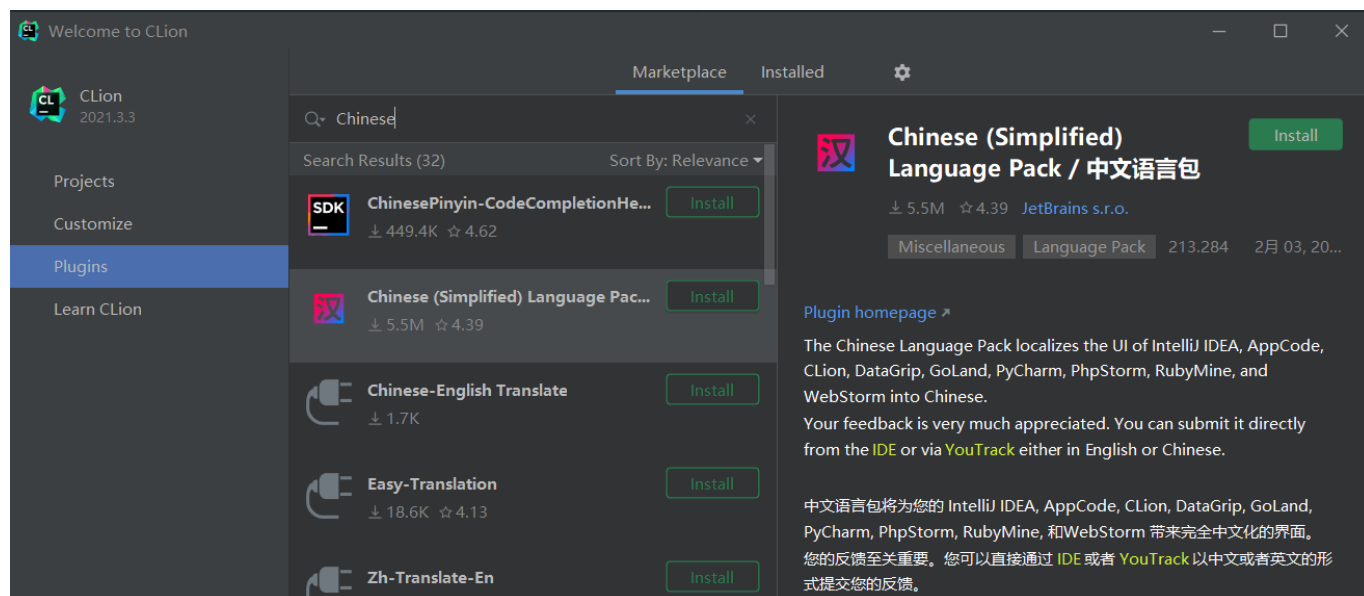 Welcome to CLion
CLion
2021.3.3
Projects
Customize
Plugins
Learn CLion
Marketplace Installed
Chinese
Search Results (32) Sort By: Relevance
SDK
ChinesePinyin-CodeCompletionHe... Install
449.4K 4.62
汉
Chinese (Simplified) Language Pac... Install
5.5M 4.39
Chinese-English Translate Install
1.7K
Easy-Translation Install
18.6K 4.13
Zh-Translate-En Install
汉
Chinese (Simplified)
Language Pack / 中文语言包
Install
5.5M 4.39 JetBrains s.r.o.
Miscellaneous Language Pack 213.284 2月 03, 20...
Plugin homepage
The Chinese Language Pack localizes the UI of IntelliJ IDEA, AppCode,
CLion, DataGrip, GoLand, PyCharm, PhpStorm, RubyMine, and
WebStorm into Chinese.
Your feedback is very much appreciated. You can submit it directly
from the IDE or via YouTrack either in English or Chinese.
中文语言包将为您的 IntelliJ IDEA, AppCode, CLion, DataGrip, GoLand,
PyCharm, PhpStorm, RubyMine, 和WebStorm 带来完全中文化的界面。
您的反馈至关重要。您可以直接通过 IDE 或者 YouTrack 以中文或者英文的形
式提交您的反馈。